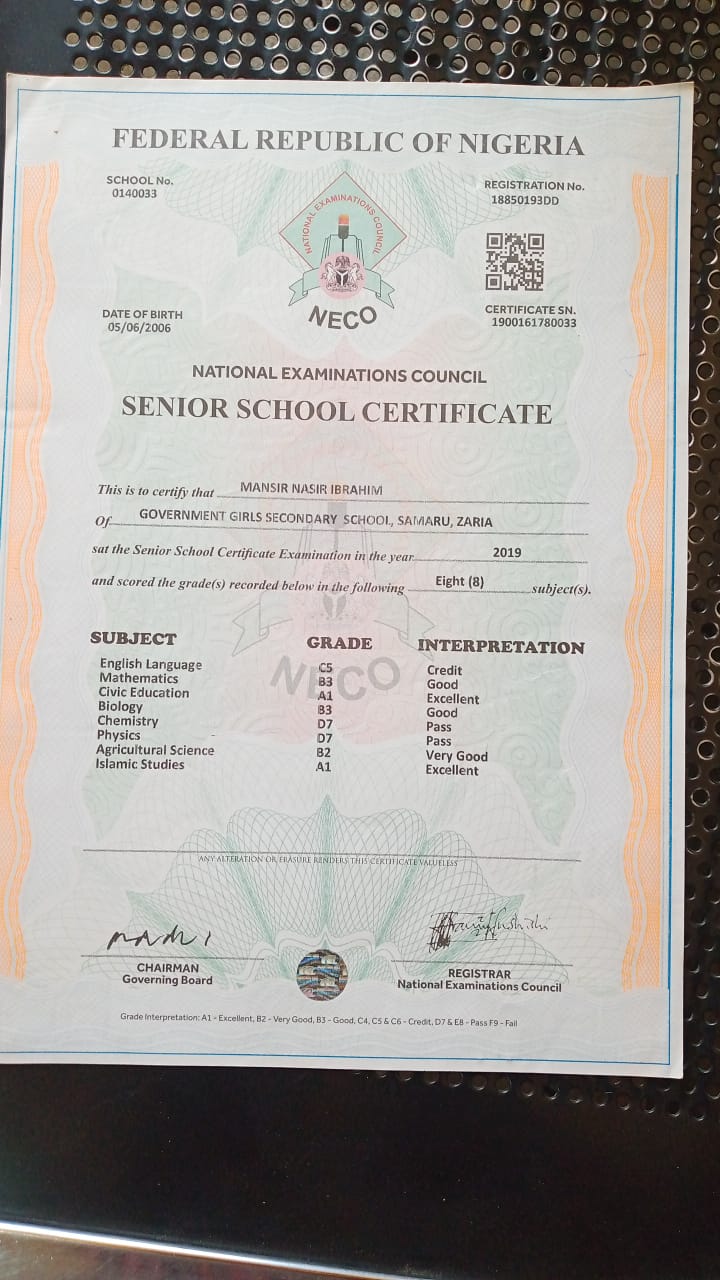 FEDERAL REPUBLIC OF NIGERIA
SCHOOL No.
0140033
REGISTRATION No.
18850193DD
NATIONAL EXAMINATIONS COUNCIL
NECO
DATE OF BIRTH
05/06/2006
CERTIFICATE SN.
1900161780033
NATIONAL EXAMINATIONS COUNCIL
SENIOR SCHOOL CERTIFICATE
This is to certify that MANSIR NASIR IBRAHIM
Of GOVERNMENT GIRLS SECONDARY SCHOOL, SAMARU, ZARIA
sat the Senior School Certificate Examination in the year 2019
and scored the grade(s) recorded below in the following Eight (8) subject(s).
SUBJECT GRADE INTERPRETATION
English Language C5 Credit
Mathematics B3 Good
Civic Education A1 Excellent
Biology B3 Good
Chemistry D7 Pass
Physics D7 Pass
Agricultural Science B2 Very Good
Islamic Studies A1 Excellent
NECO
ANY ALTERATION OR ERASURE RENDERS THIS CERTIFICATE VALUELESS
CHAIRMAN
Governing Board
REGISTRAR
National Examinations Council
Grade Interpretation: A1 - Excellent, B2 - Very Good, B3 - Good, C4, C5 & C6 - Credit, D7 & E8 - Pass F9 - Fail